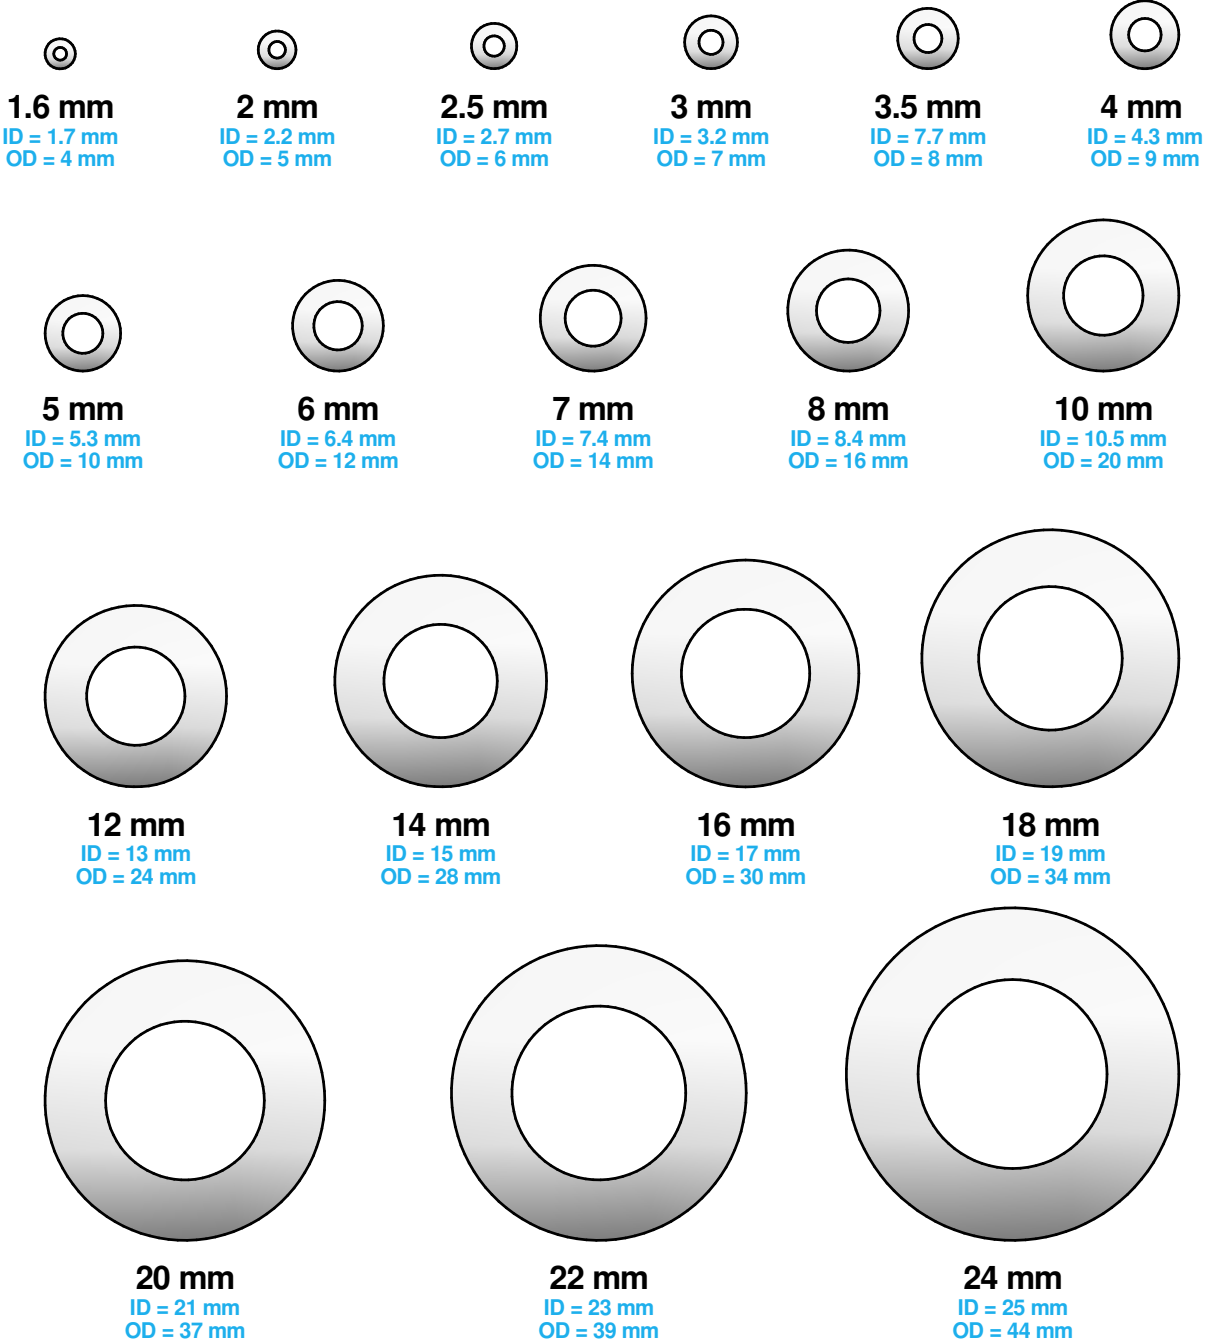 1.6 mm
ID = 1.7 mm
OD = 4 mm
2 mm
ID = 2.2 mm
OD = 5 mm
2.5 mm
ID = 2.7 mm
OD = 6 mm
3 mm
ID = 3.2 mm
OD = 7 mm
3.5 mm
ID = 7.7 mm
OD = 8 mm
4 mm
ID = 4.3 mm
OD = 9 mm
5 mm
ID = 5.3 mm
OD = 10 mm
6 mm
ID = 6.4 mm
OD = 12 mm
7 mm
ID = 7.4 mm
OD = 14 mm
8 mm
ID = 8.4 mm
OD = 16 mm
10 mm
ID = 10.5 mm
OD = 20 mm
12 mm
ID = 13 mm
OD = 24 mm
14 mm
ID = 15 mm
OD = 28 mm
16 mm
ID = 17 mm
OD = 30 mm
18 mm
ID = 19 mm
OD = 34 mm
20 mm
ID = 21 mm
OD = 37 mm
22 mm
ID = 23 mm
OD = 39 mm
24 mm
ID = 25 mm
OD = 44 mm